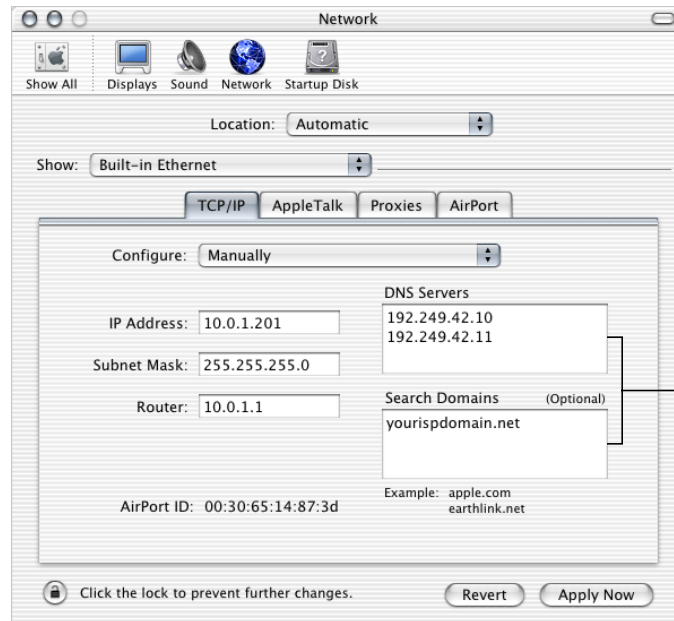 Network
Show All Displays Sound Network Startup Disk
Location: Automatic
Show: Built-in Ethernet
TCP/IP AppleTalk Proxies AirPort
Configure: Manually
DNS Servers
192.249.42.10
192.249.42.11
IP Address: 10.0.1.201
Subnet Mask: 255.255.255.0
Router: 10.0.1.1
Search Domains (Optional)
yourispdomain.net
AirPort ID: 00:30:65:14:87:3d
Example: apple.com
earthlink.net
Click the lock to prevent further changes.
Revert Apply Now